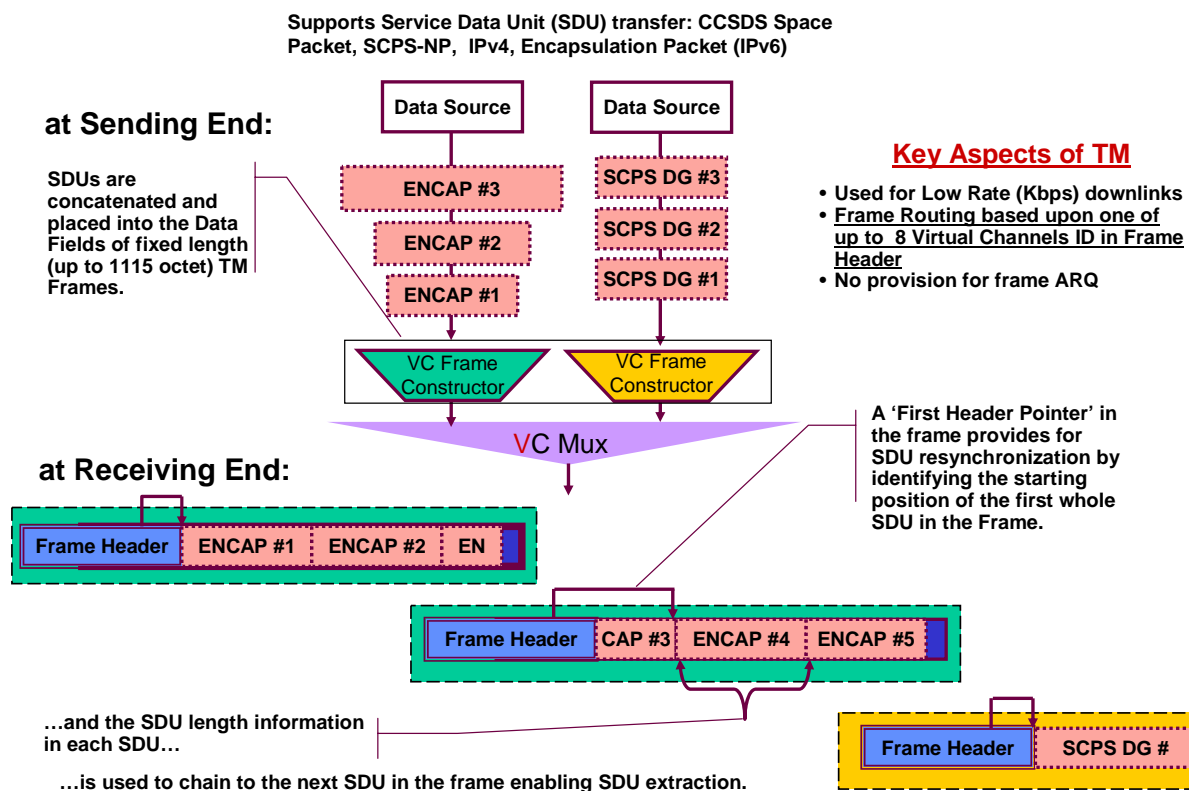 Supports Service Data Unit (SDU) transfer: CCSDS Space
Packet, SCPS-NP, IPv4, Encapsulation Packet (IPv6)
Data Source
Data Source
at Sending End:
SDUs are
concatenated and
placed into the Data
Fields of fixed length
(up to 1115 octet) TM
Frames.
ENCAP #3
ENCAP #2
ENCAP #1
SCPS DG #3
SCPS DG #2
SCPS DG #1
Key Aspects of TM
• Used for Low Rate (Kbps) downlinks
• Frame Routing based upon one of
up to 8 Virtual Channels ID in Frame
Header
• No provision for frame ARQ
VC Frame
Constructor
VC Frame
Constructor
VC Mux
A ‘First Header Pointer’ in
the frame provides for
SDU resynchronization by
identifying the starting
position of the first whole
SDU in the Frame.
at Receiving End:
Frame Header ENCAP #1 ENCAP #2 EN
Frame Header CAP #3 ENCAP #4 ENCAP #5
…and the SDU length information
in each SDU…
Frame Header SCPS DG #
…is used to chain to the next SDU in the frame enabling SDU extraction.